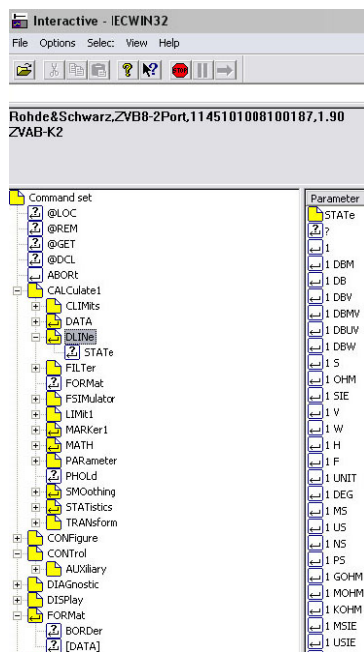 Interactive - IECWIN32
File Options Select View Help
STOP
Rohde&Schwarz,ZVB8-2Port,1145101008100187,1.90
ZVAB-K2
Command set
@LOC
@REM
@GET
@DCL
ABORt
CALCulate1
CLIMits
DATA
DLINe
STATe
FILTer
FORMat
FSIMulator
LIMit1
MARKer1
MATH
PARameter
PHOLd
SMOothing
STATistics
TRANsform
CONFigure
CONTrol
AUXiliary
DIAGnostic
DISPlay
FORMat
BORDer
[DATA]
Parameter
STATe
?
1
1 DBM
1 DB
1 DBV
1 DBMV
1 DBUV
1 DBW
1 S
1 OHM
1 SIE
1 V
1 W
1 H
1 F
1 UNIT
1 DEG
1 MS
1 US
1 NS
1 PS
1 GOHM
1 MOHM
1 KOHM
1 MSIE
1 USIE